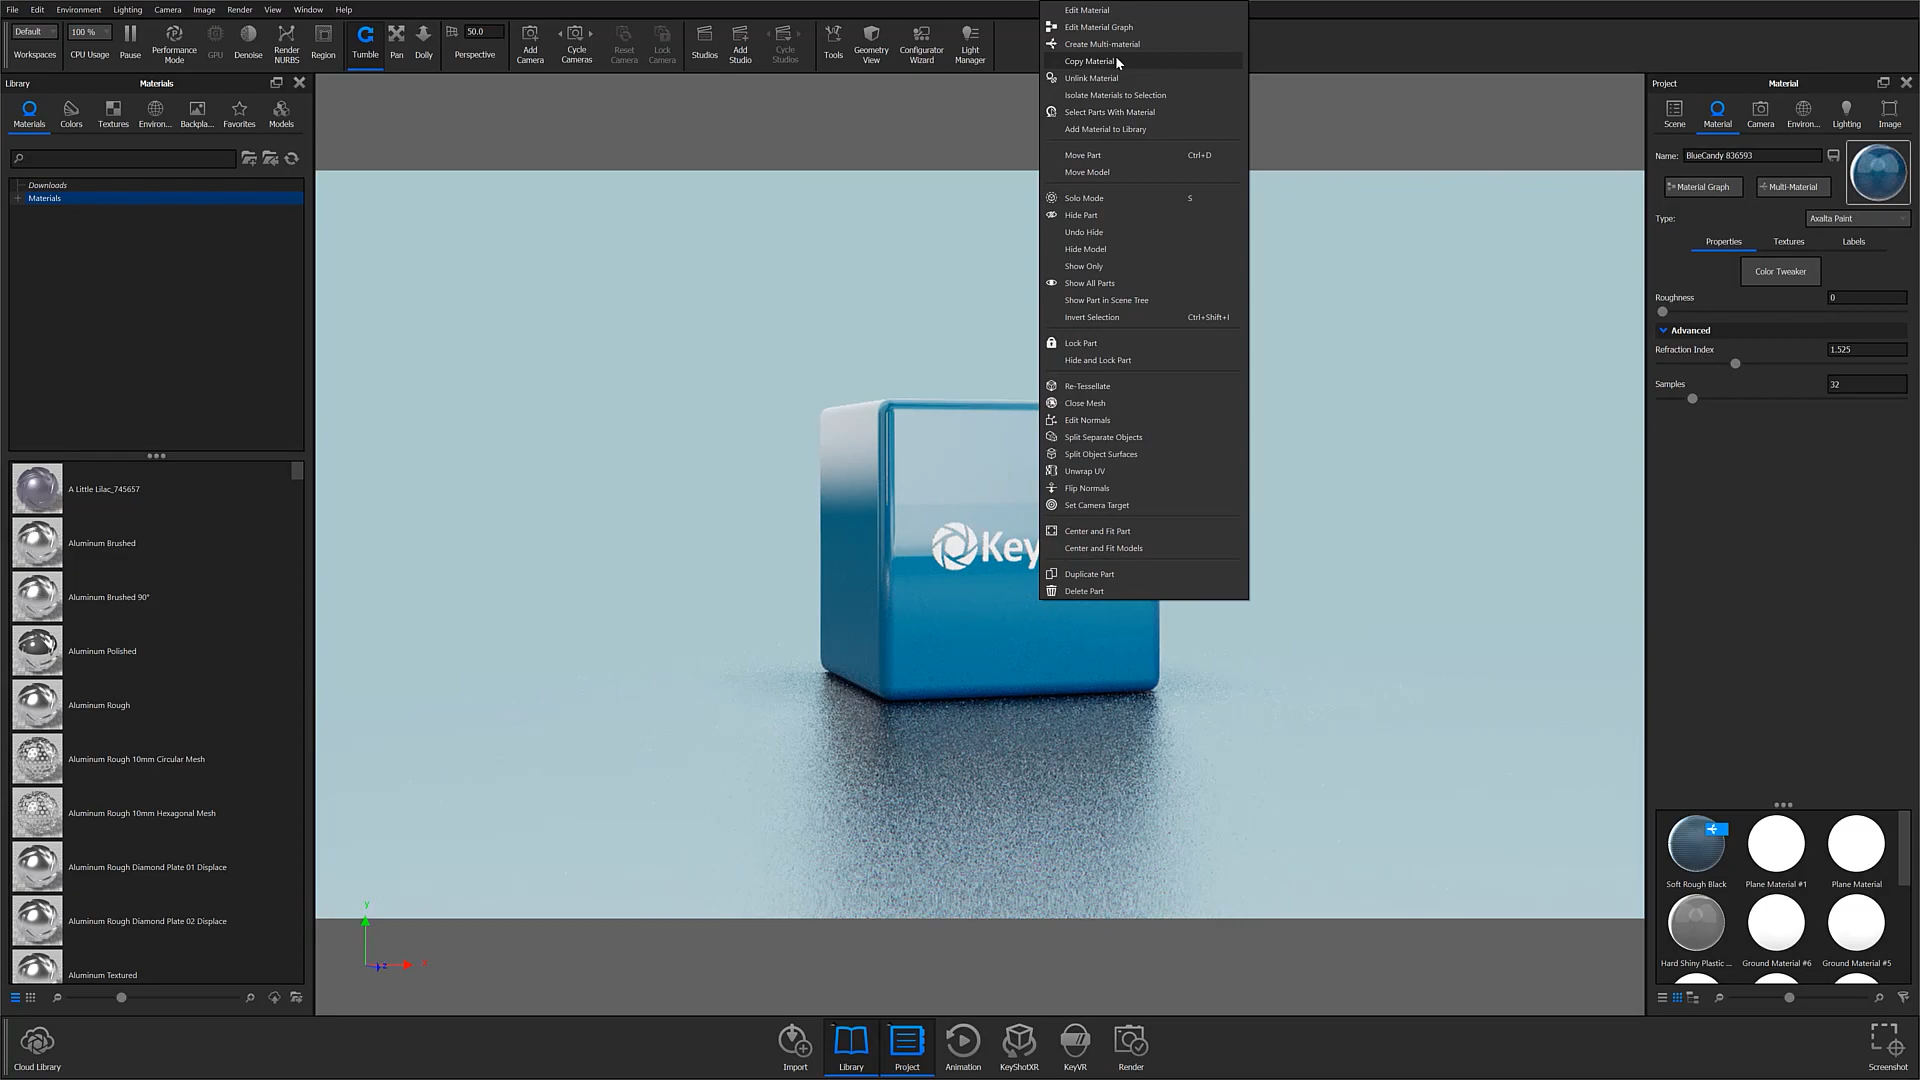 File Edit Environment Lighting Camera Image Render View Window Help
Default 100 % 50.0
Workspaces CPU Usage Pause Performance Mode GPU Denoise Render NURBS Region Tumble Pan Dolly Perspective Add Camera Cycle Cameras Reset Camera Lock Camera Studios Add Studio Cycle Studios Tools Geometry View Configurator Wizard Light Manager
Library Materials
Materials Colors Textures Environ... Backpla... Favorites Models
Downloads
Materials
A Little Lilac_745657
Aluminum Brushed
Aluminum Brushed 90°
Aluminum Polished
Aluminum Rough
Aluminum Rough 10mm Circular Mesh
Aluminum Rough 10mm Hexagonal Mesh
Aluminum Rough Diamond Plate 01 Displace
Aluminum Rough Diamond Plate 02 Displace
Aluminum Textured
Edit Material
Edit Material Graph
Create Multi-material
Copy Material
Unlink Material
Isolate Materials to Selection
Select Parts With Material
Add Material to Library
Move Part Ctrl+D
Move Model
Solo Mode S
Hide Part
Undo Hide
Hide Model
Show Only
Show All Parts
Show Part in Scene Tree
Invert Selection Ctrl+Shift+I
Lock Part
Hide and Lock Part
Re-Tessellate
Close Mesh
Edit Normals
Split Separate Objects
Split Object Surfaces
Unwrap UV
Flip Normals
Set Camera Target
Center and Fit Part
Center and Fit Models
Duplicate Part
Delete Part
Key
y
z x
Project Material
Scene Material Camera Environ... Lighting Image
Name: BlueCandy 836593
Material Graph Multi-Material
Type: Axalta Paint
Properties Textures Labels
Color Tweaker
Roughness 0
Advanced
Refraction Index 1.525
Samples 32
Soft Rough Black Plane Material #1 Plane Material
Hard Shiny Plastic ... Ground Material #6 Ground Material #5
Cloud Library Import Library Project Animation KeyShotXR KeyVR Render Screenshot